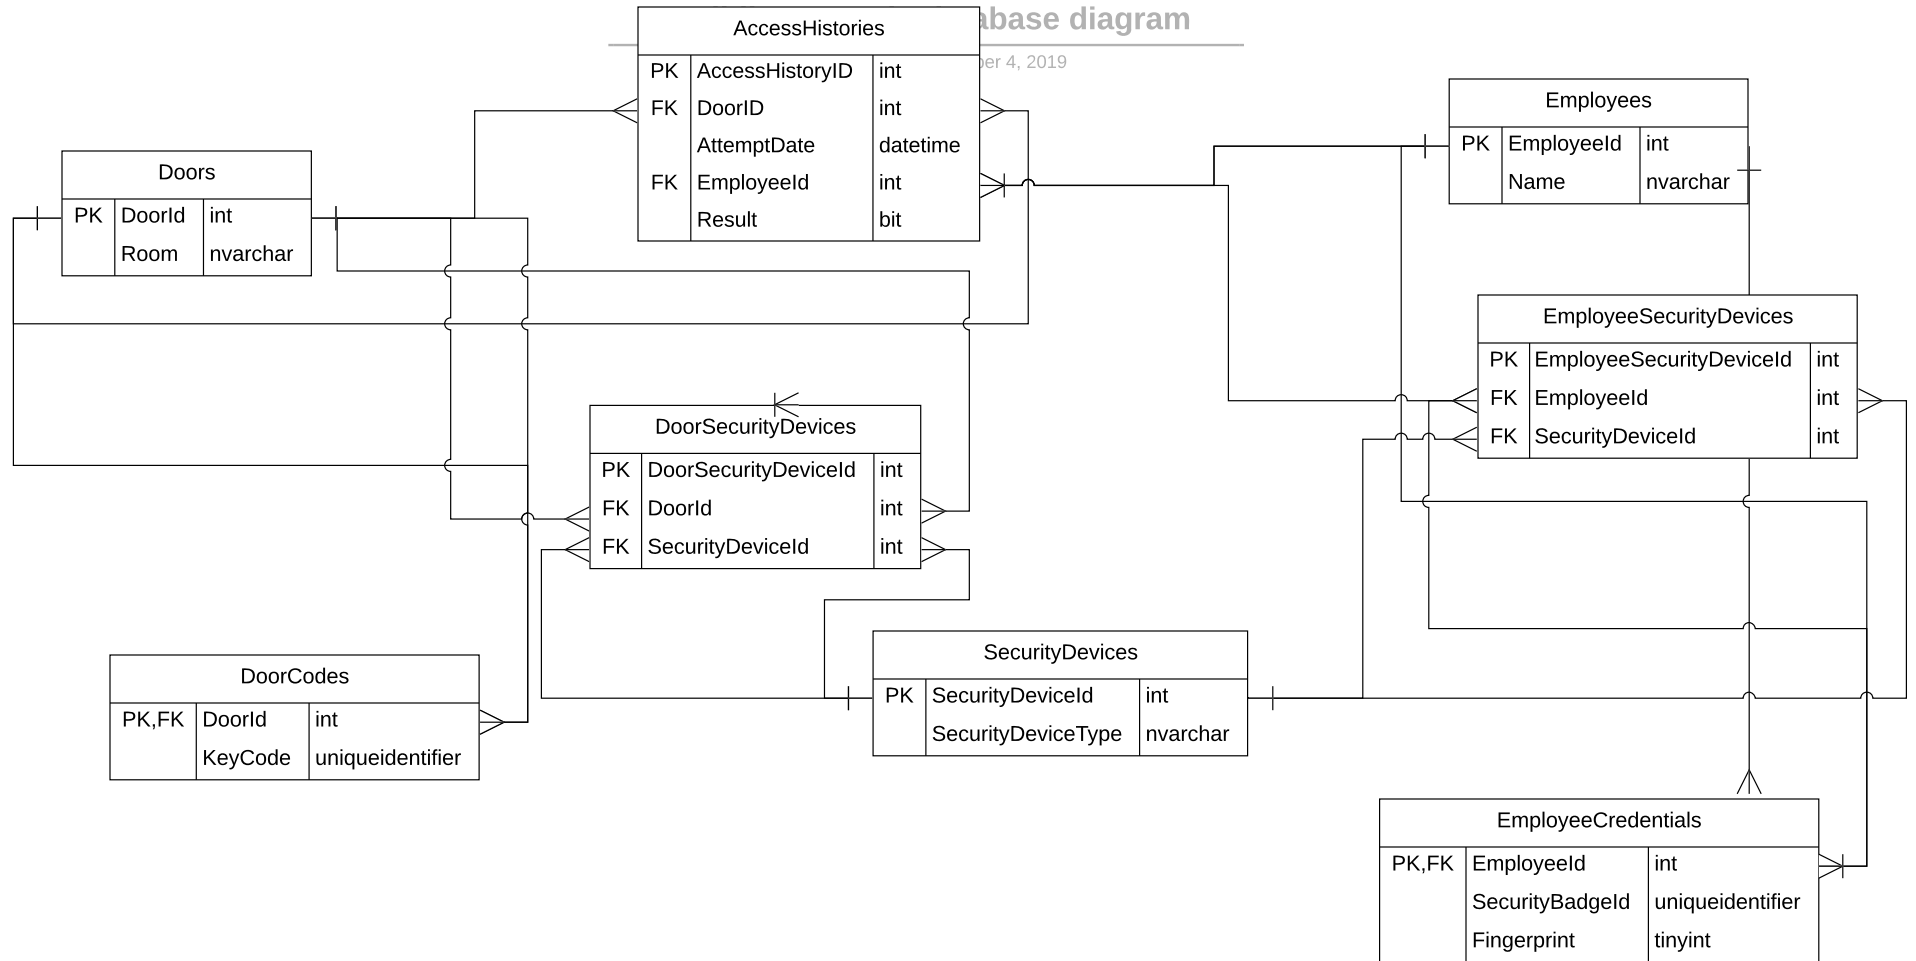 abase diagram
ber 4, 2019
AccessHistories
PK AccessHistoryID int
FK DoorID int
AttemptDate datetime
FK EmployeeId int
Result bit
Employees
PK EmployeeId int
Name nvarchar
Doors
PK DoorId int
Room nvarchar
EmployeeSecurityDevices
PK EmployeeSecurityDeviceId int
FK EmployeeId int
FK SecurityDeviceId int
DoorSecurityDevices
PK DoorSecurityDeviceId int
FK DoorId int
FK SecurityDeviceId int
SecurityDevices
PK SecurityDeviceId int
SecurityDeviceType nvarchar
DoorCodes
PK,FK DoorId int
KeyCode uniqueidentifier
EmployeeCredentials
PK,FK EmployeeId int
SecurityBadgeId uniqueidentifier
Fingerprint tinyint